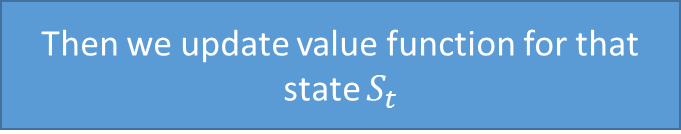 Then we update value function for that
state $S_t$